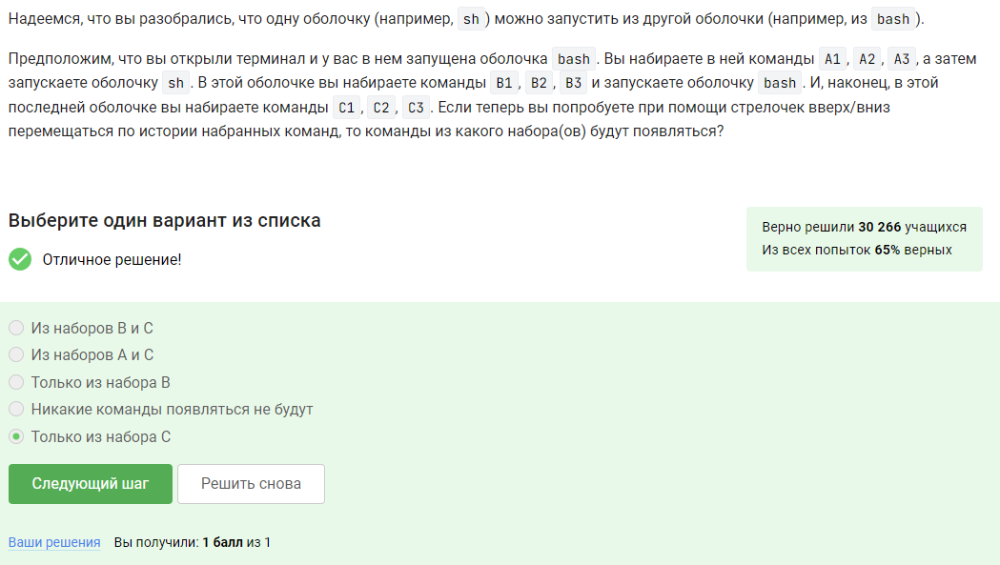 Надеемся, что вы разобрались, что одну оболочку (например, sh ) можно запустить из другой оболочки (например, из bash ).
Предположим, что вы открыли терминал и у вас в нем запущена оболочка bash . Вы набираете в ней команды A1 , A2 , A3 , а затем
запускаете оболочку sh . В этой оболочке вы набираете команды B1 , B2 , B3 и запускаете оболочку bash . И, наконец, в этой
последней оболочке вы набираете команды C1 , C2 , C3 . Если теперь вы попробуете при помощи стрелочек вверх/вниз
перемещаться по истории набранных команд, то команды из какого набора(ов) будут появляться?
Выберите один вариант из списка
Отличное решение!
Верно решили 30 266 учащихся
Из всех попыток 65% верных
Из наборов B и C
Из наборов A и C
Только из набора B
Никакие команды появляться не будут
Только из набора C
Следующий шаг
Решить снова
Ваши решения Вы получили: 1 балл из 1